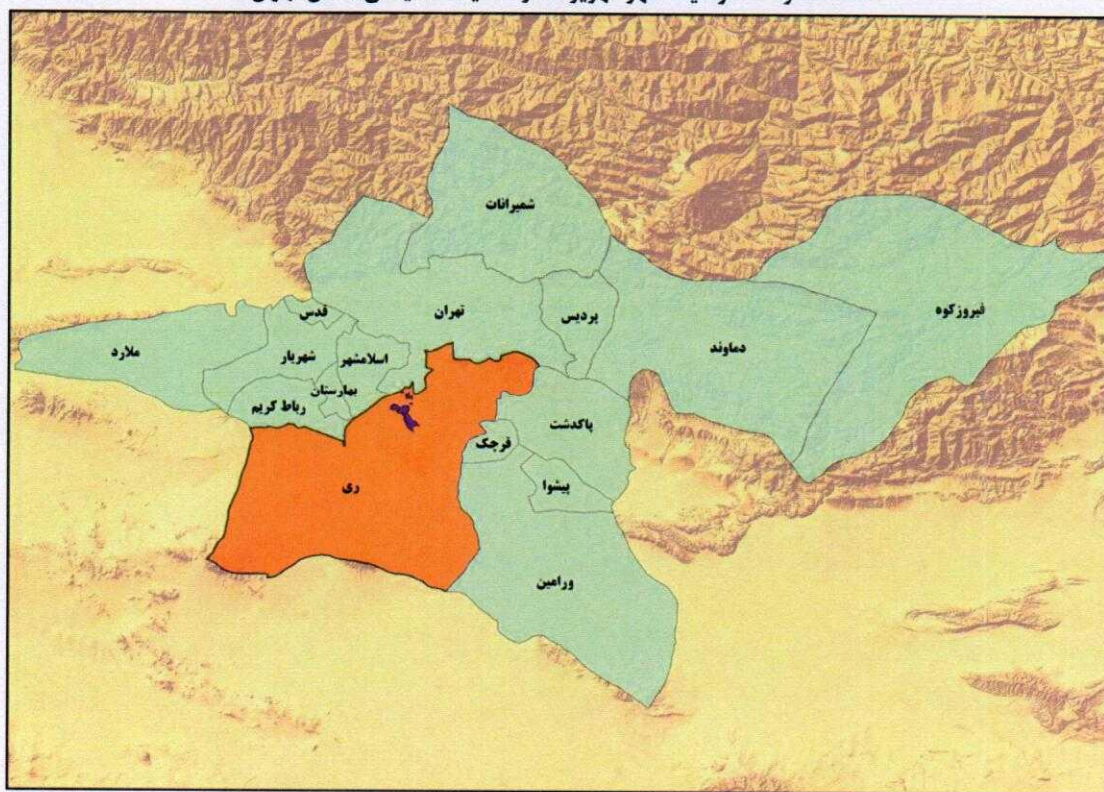 شمیرانات
فیروزکوه
تهران
پردیس
قدس
دماوند
ملارد
شهریار
اسلامشهر
بهارستان
رباط کریم
پاکدشت
قرچک
پیشوا
ری
ورامین